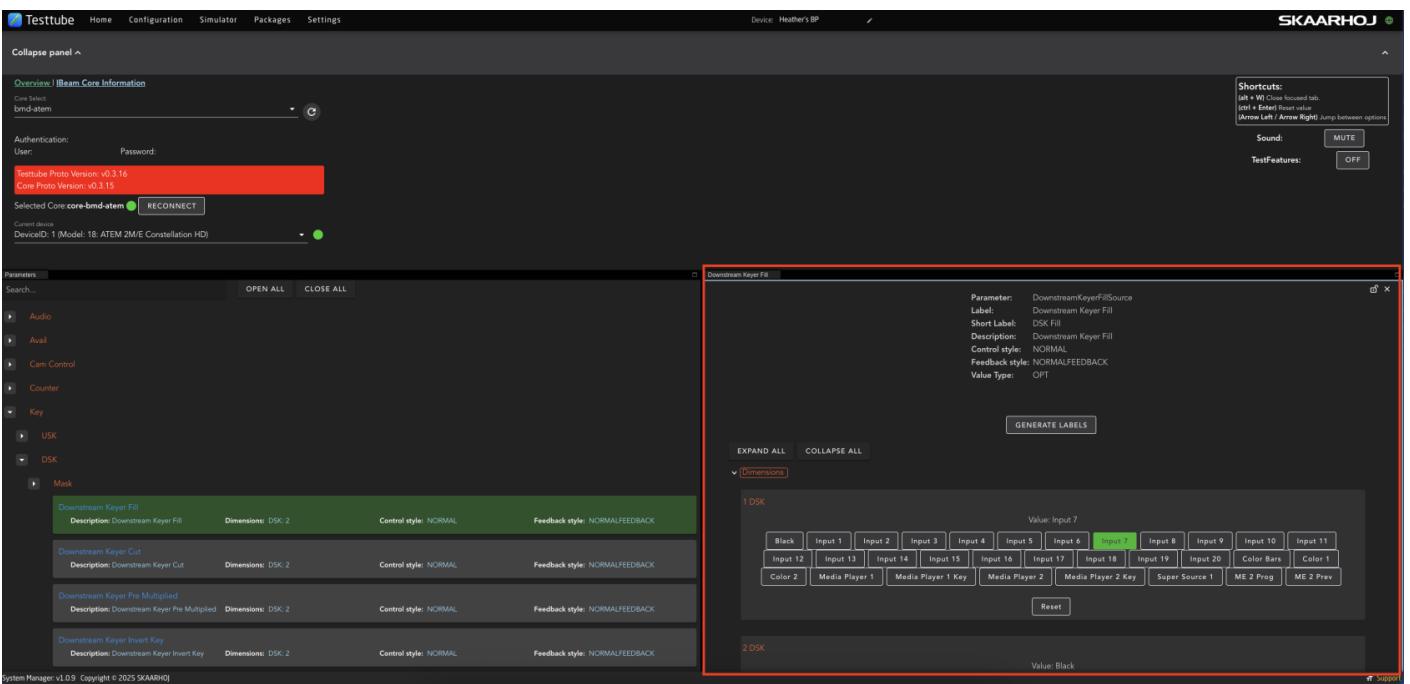 Testtube Home Configuration Simulator Packages Settings Device: Heather's BP SKAARHOJ
Collapse panel
Overview | IBeam Core Information
Core Select
bmd-atem
Authentication:
User: Password:
Testtube Proto Version: v0.3.16
Core Proto Version: v0.3.15
Selected Core:core-bmd-atem RECONNECT
Current device
DeviceID: 1 (Model: 18: ATEM 2M/E Constellation HD)
Shortcuts:
(alt + W) Close focused tab.
(ctrl + Enter) Reset value
(Arrow Left / Arrow Right) Jump between options
Sound: MUTE
TestFeatures: OFF
Parameters
Search... OPEN ALL CLOSE ALL
Audio
Avail
Cam Control
Counter
Key
USK
DSK
Mask
Downstream Keyer Fill
Description: Downstream Keyer Fill Dimensions: DSK: 2 Control style: NORMAL Feedback style: NORMALFEEDBACK
Downstream Keyer Cut
Description: Downstream Keyer Cut Dimensions: DSK: 2 Control style: NORMAL Feedback style: NORMALFEEDBACK
Downstream Keyer Pre Multiplied
Description: Downstream Keyer Pre Multiplied Dimensions: DSK: 2 Control style: NORMAL Feedback style: NORMALFEEDBACK
Downstream Keyer Invert Key
Description: Downstream Keyer Invert Key Dimensions: DSK: 2 Control style: NORMAL Feedback style: NORMALFEEDBACK
Downstream Keyer Fill
Parameter: DownstreamKeyerFillSource
Label: Downstream Keyer Fill
Short Label: DSK Fill
Description: Downstream Keyer Fill
Control style: NORMAL
Feedback style: NORMALFEEDBACK
Value Type: OPT
GENERATE LABELS
EXPAND ALL COLLAPSE ALL
Dimensions
1 DSK
Value: Input 7
Black Input 1 Input 2 Input 3 Input 4 Input 5 Input 6 Input 7 Input 8 Input 9 Input 10 Input 11
Input 12 Input 13 Input 14 Input 15 Input 16 Input 17 Input 18 Input 19 Input 20 Color Bars Color 1
Color 2 Media Player 1 Media Player 1 Key Media Player 2 Media Player 2 Key Super Source 1 ME 2 Prog ME 2 Prev
Reset
2 DSK
Value: Black
System Manager: v1.0.9 Copyright © 2025 SKAARHOJ Support